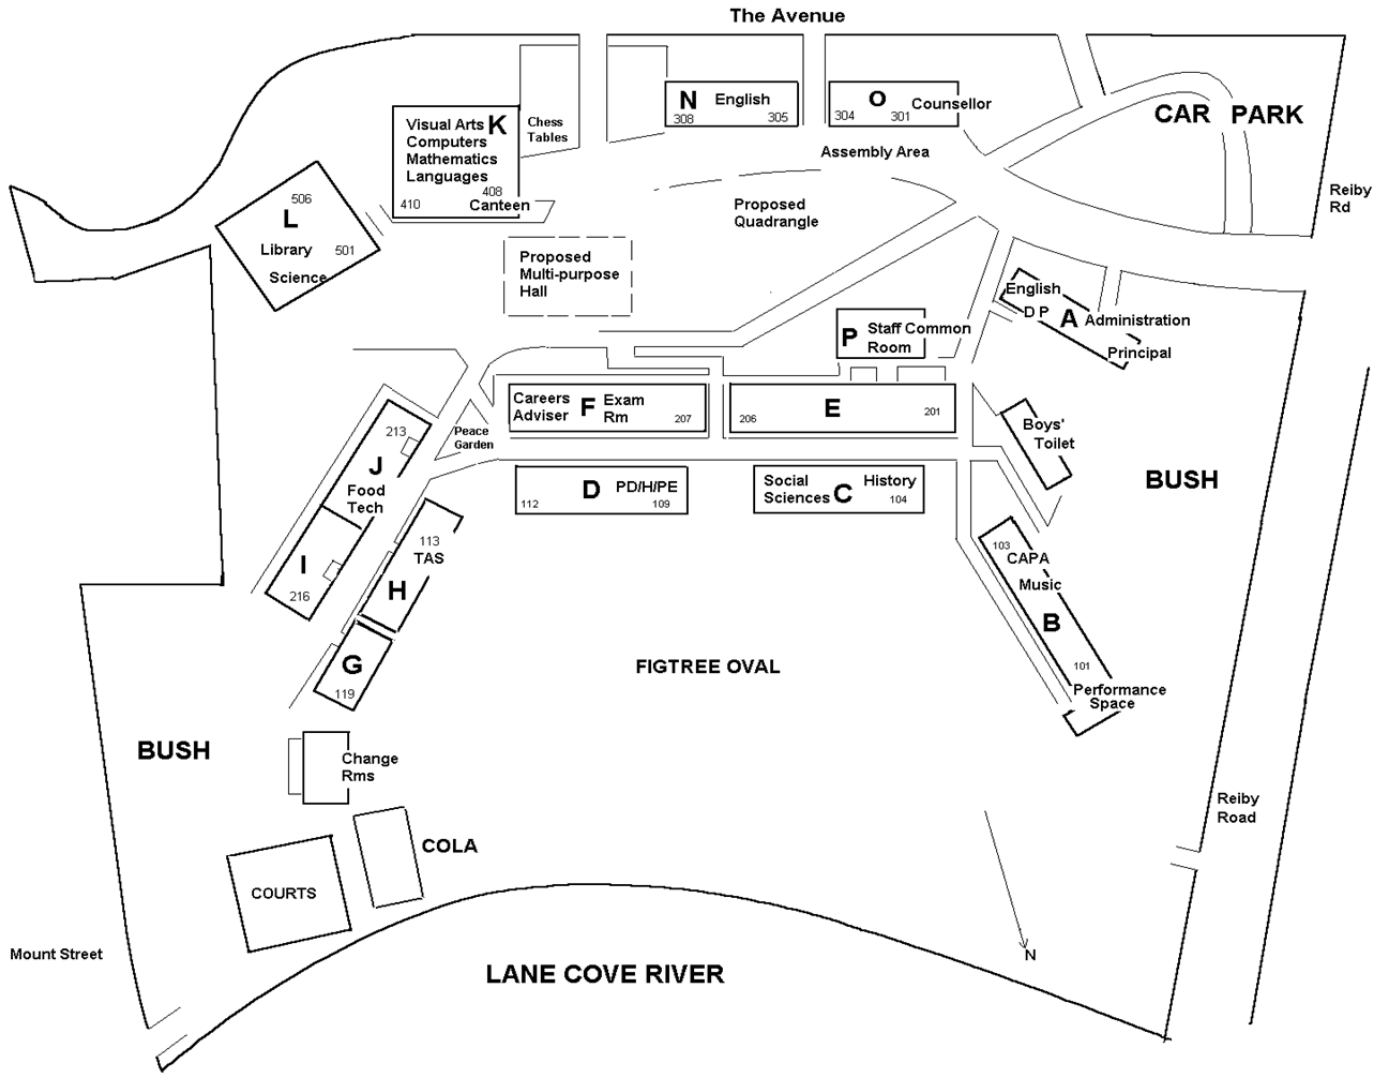 The Avenue
N English
308 305
O Counsellor
304 301
CAR PARK
Visual Arts K
Computers
Mathematics
Languages
408
410 Canteen
Chess
Tables
Assembly Area
Reiby
Rd
506
L
Library 501
Science
Proposed
Quadrangle
Proposed
Multi-purpose
Hall
English
D P A Administration
Principal
P Staff Common
Room
Careers
Adviser F Exam
Rm 207
206 E 201
Peace
Garden
Boys'
Toilet
213
J
Food
Tech
D PD/H/PE
112 109
Social
Sciences C History
104
BUSH
I
216
113
TAS
H
G
119
103
CAPA
Music
B
101
Performance
Space
FIGTREE OVAL
BUSH
Change
Rms
Reiby
Road
COLA
COURTS
Mount Street
N
LANE COVE RIVER